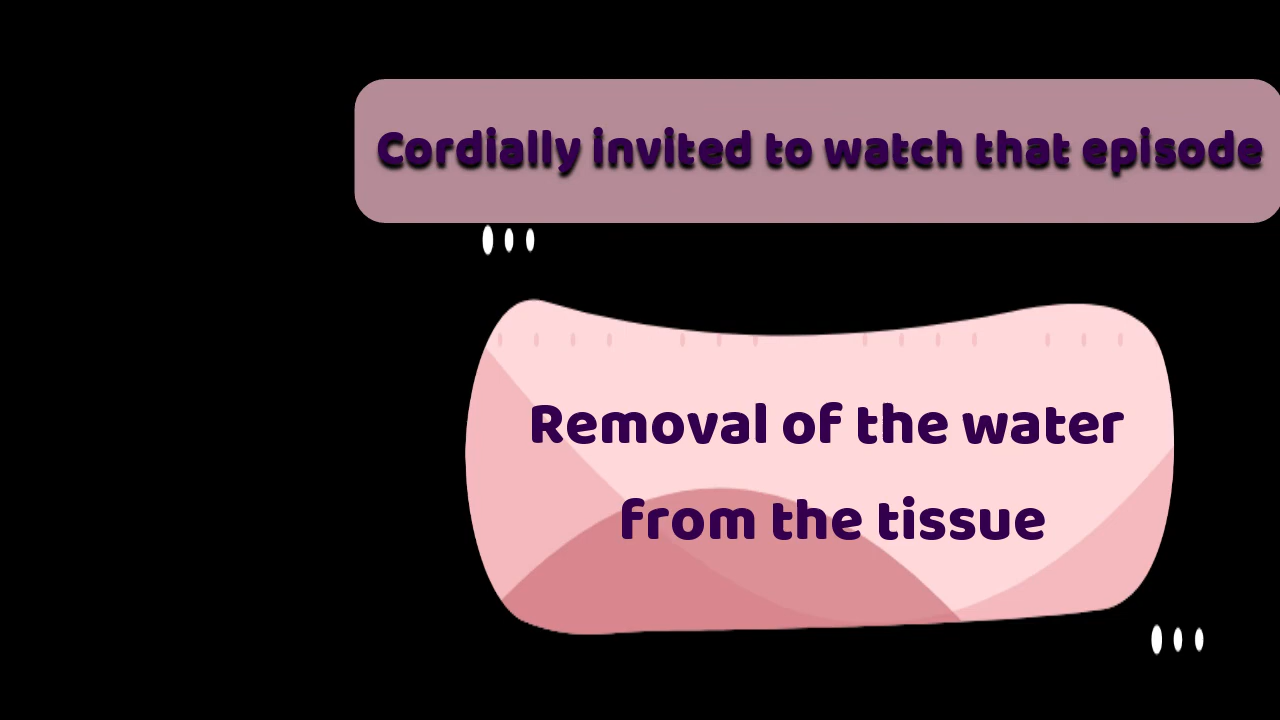 Cordially invited to watch that episode
Removal of the water
from the tissue